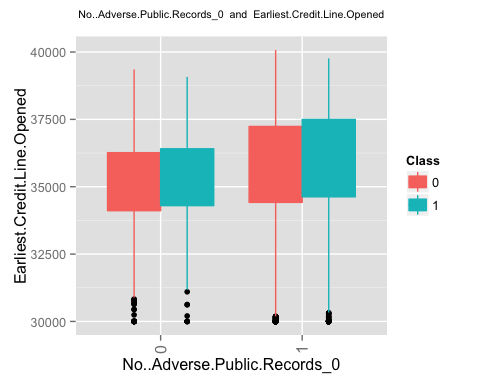 No..Adverse.Public.Records_0 and Earliest.Credit.Line.Opened
Earliest.Credit.Line.Opened
40000
37500
35000
32500
30000
0
1
No..Adverse.Public.Records_0
Class
0
1